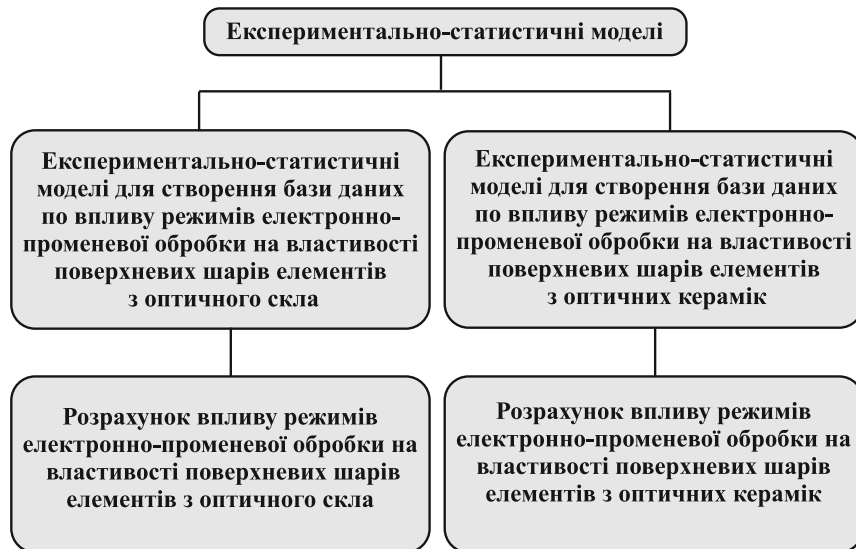 Експериментально-статистичні моделі
Експериментально-статистичні
моделі для створення бази даних
по впливу режимів електронно-
променевої обробки на властивості
поверхневих шарів елементів
з оптичного скла
Експериментально-статистичні
моделі для створення бази даних
по впливу режимів електронно-
променевої обробки на властивості
поверхневих шарів елементів
з оптичних керамік
Розрахунок впливу режимів
електронно-променевої обробки на
властивості поверхневих шарів
елементів з оптичного скла
Розрахунок впливу режимів
електронно-променевої обробки на
властивості поверхневих шарів
елементів з оптичних керамік